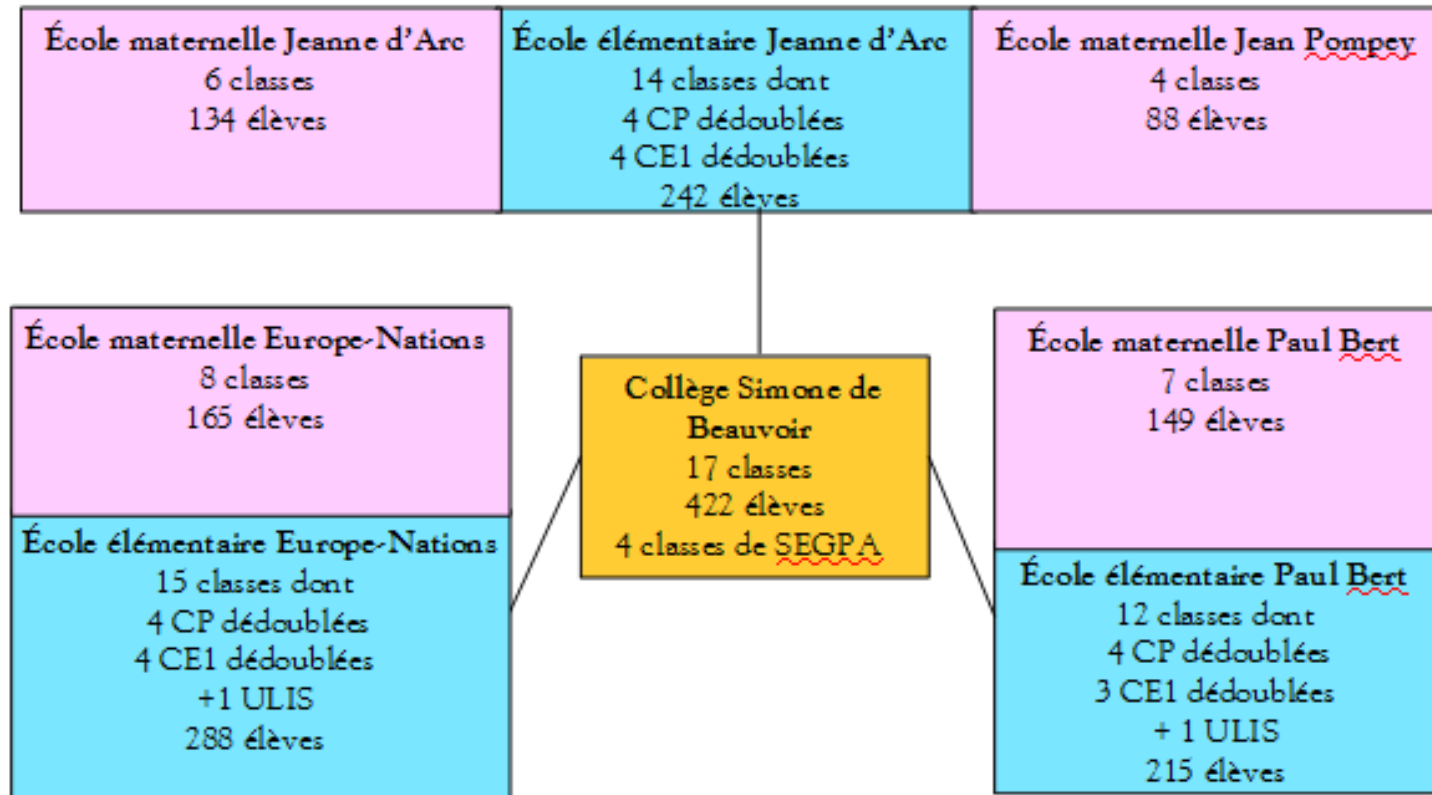 École maternelle Jeanne d'Arc
6 classes
134 élèves
École élémentaire Jeanne d'Arc
14 classes dont
4 CP dédoublées
4 CE1 dédoublées
242 élèves
École maternelle Jean Pompey
4 classes
88 élèves
École maternelle Europe-Nations
8 classes
165 élèves
École élémentaire Europe-Nations
15 classes dont
4 CP dédoublées
4 CE1 dédoublées
+1 ULIS
288 élèves
Collège Simone de
Beauvoir
17 classes
422 élèves
4 classes de SEGPA
École maternelle Paul Bert
7 classes
149 élèves
École élémentaire Paul Bert
12 classes dont
4 CP dédoublées
3 CE1 dédoublées
+ 1 ULIS
215 élèves